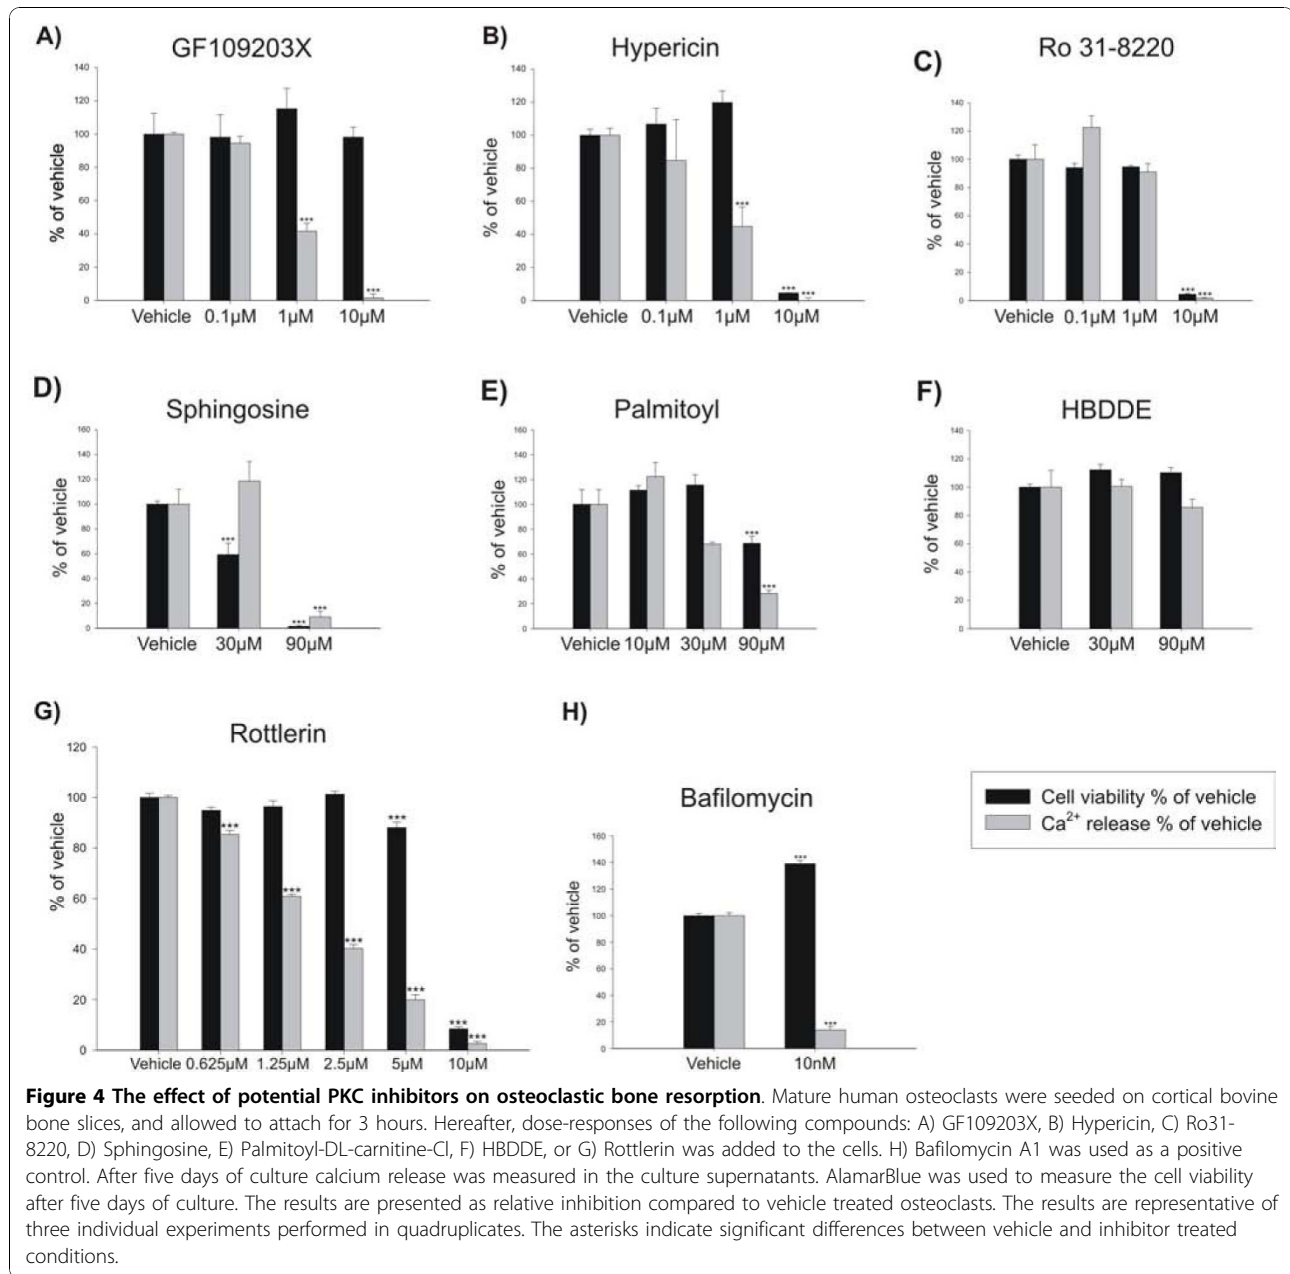 A)
GF109203X
% of vehicle
140
120
100
80
60
40
20
0
***
***
Vehicle 0.1µM 1µM 10µM
B)
Hypericin
% of vehicle
140
120
100
80
60
40
20
0
***
*** ***
Vehicle 0.1µM 1µM 10µM
C)
Ro 31-8220
% of vehicle
140
120
100
80
60
40
20
0
*** ***
Vehicle 0.1µM 1µM 10µM
D)
Sphingosine
% of vehicle
160
140
120
100
80
60
40
20
0
***
*** ***
Vehicle 30µM 90µM
E)
Palmitoyl
% of vehicle
160
140
120
100
80
60
40
20
0
***
***
Vehicle 10µM 30µM 90µM
F)
HBDDE
% of vehicle
140
120
100
80
60
40
20
0
Vehicle 30µM 90µM
G)
Rottlerin
% of vehicle
120
100
80
60
40
20
0
***
***
***
***
***
***
***
Vehicle 0.625µM 1.25µM 2.5µM 5µM 10µM
H)
Bafilomycin
% of vehicle
160
140
120
100
80
60
40
20
0
***
***
Vehicle 10nM
Cell viability % of vehicle
Ca²⁺ release % of vehicle
Figure 4 The effect of potential PKC inhibitors on osteoclastic bone resorption. Mature human osteoclasts were seeded on cortical bovine
bone slices, and allowed to attach for 3 hours. Hereafter, dose-responses of the following compounds: A) GF109203X, B) Hypericin, C) Ro31-
8220, D) Sphingosine, E) Palmitoyl-DL-carnitine-Cl, F) HBDDE, or G) Rottlerin was added to the cells. H) Bafilomycin A1 was used as a positive
control. After five days of culture calcium release was measured in the culture supernatants. AlamarBlue was used to measure the cell viability
after five days of culture. The results are presented as relative inhibition compared to vehicle treated osteoclasts. The results are representative of
three individual experiments performed in quadruplicates. The asterisks indicate significant differences between vehicle and inhibitor treated
conditions.